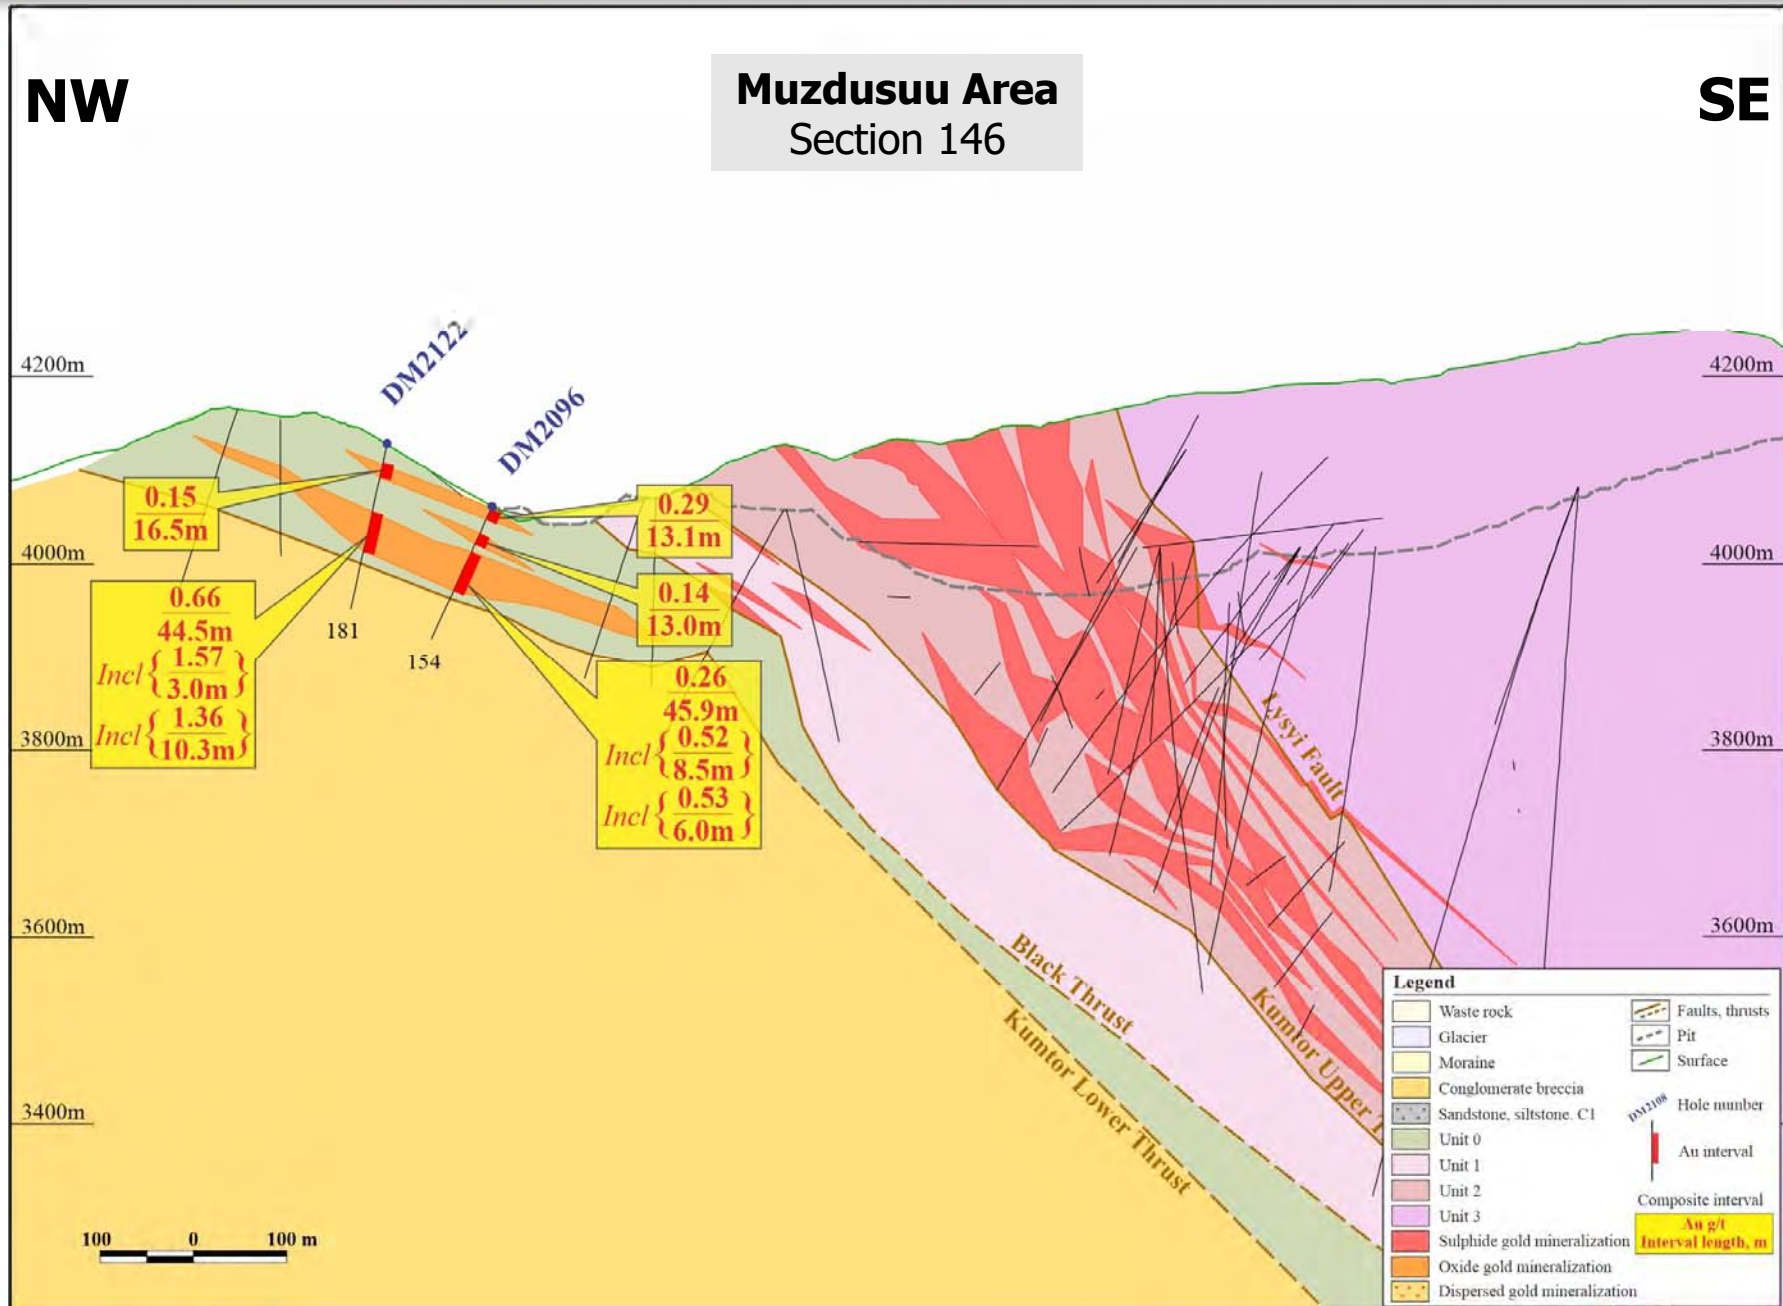 NW
Muzdusuu Area
Section 146
SE
DM2122
DM2096
4200m
4200m
4000m
4000m
3800m
3800m
3600m
3600m
3400m
0.15
16.5m
0.66
44.5m
Incl { 1.57
3.0m }
Incl { 1.36
10.3m }
181
154
0.29
13.1m
0.14
13.0m
0.26
45.9m
Incl { 0.52
8.5m }
Incl { 0.53
6.0m }
Lysyi Fault
Black Thrust
Kumtor Lower Thrust
Kumtor Upper T
100 0 100 m
Legend
Waste rock
Glacier
Moraine
Conglomerate breccia
Sandstone, siltstone. C1
Unit 0
Unit 1
Unit 2
Unit 3
Sulphide gold mineralization
Oxide gold mineralization
Dispersed gold mineralization
Faults, thrusts
Pit
Surface
DM2108 Hole number
Au interval
Composite interval
Au g/t
Interval length, m